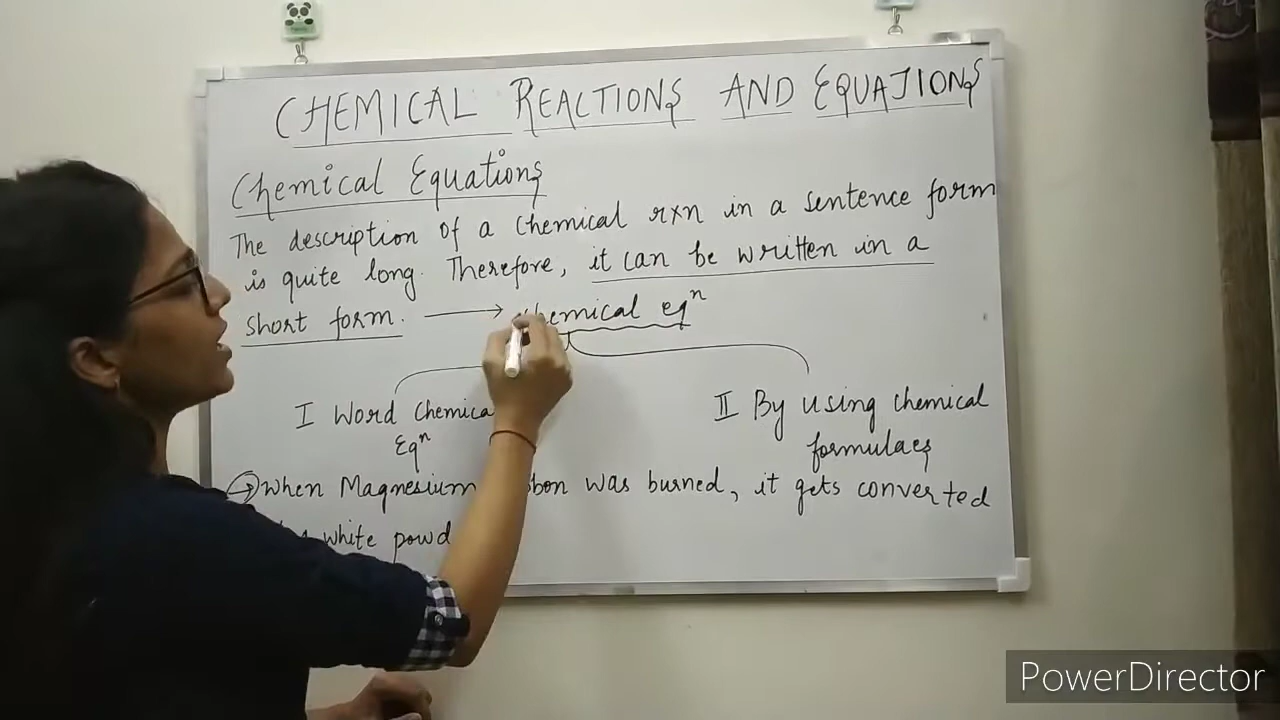 CHEMICAL REACTIONS AND EQUATIONS
Chemical Equations
The description of a chemical rxn in a sentence form
is quite long. Therefore, it can be written in a
short form. → chemical eqⁿ
I Word Chemica
Eqⁿ
II By using chemical
formulaes
→ When Magnesium was burned, it gets converted
white powd
PowerDirector